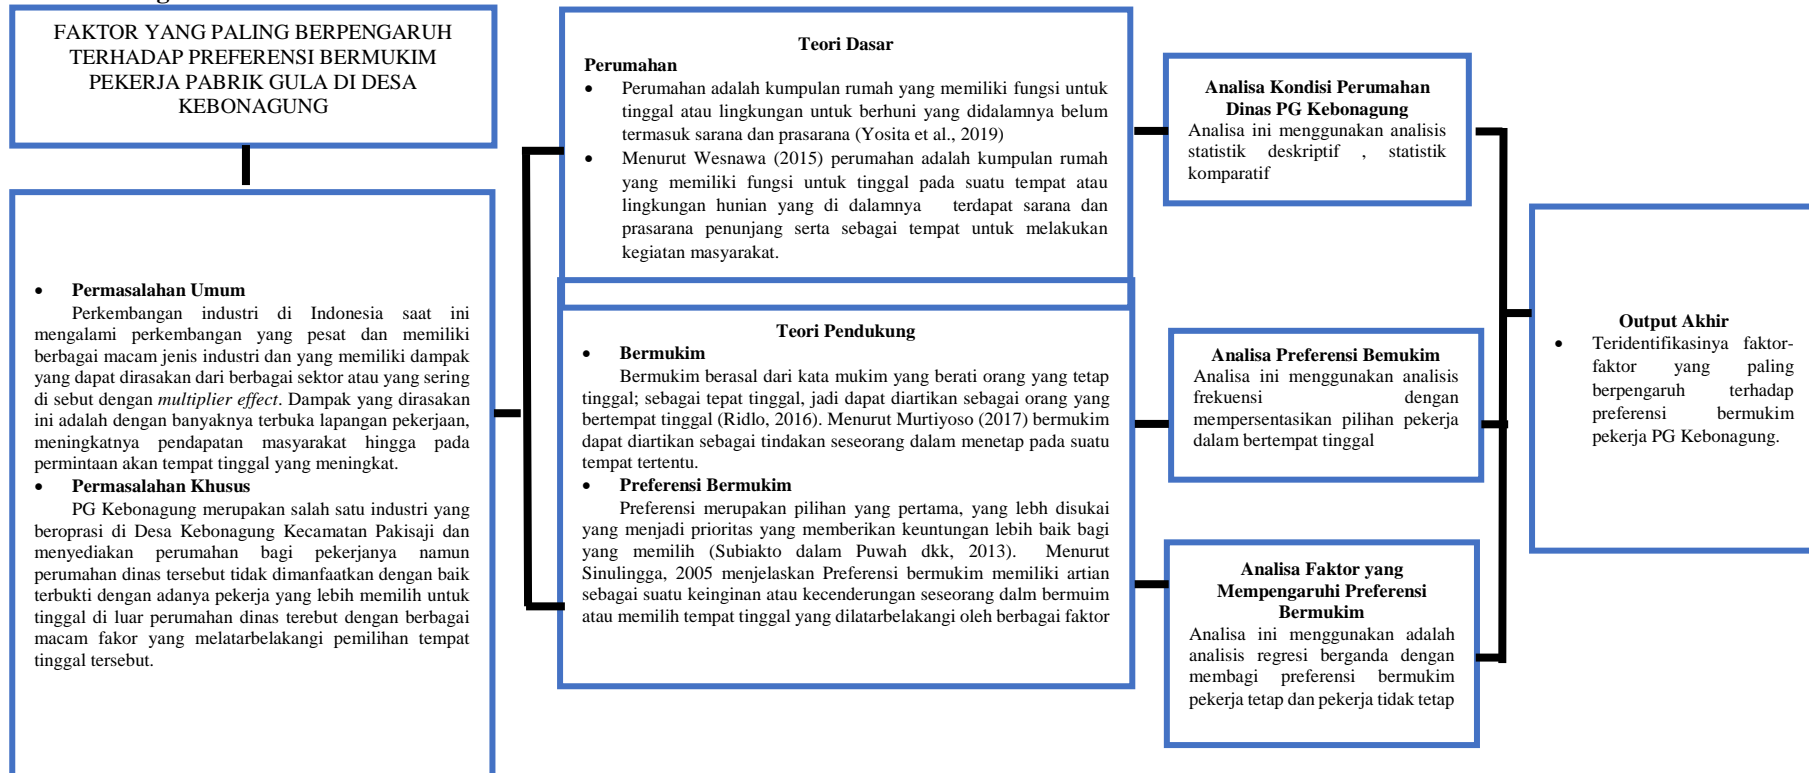 FAKTOR YANG PALING BERPENGARUH
TERHADAP PREFERENSI BERMUKIM
PEKERJA PABRIK GULA DI DESA
KEBONAGUNG
• Permasalahan Umum
Perkembangan industri di Indonesia saat ini
mengalami perkembangan yang pesat dan memiliki
berbagai macam jenis industri dan yang memiliki dampak
yang dapat dirasakan dari berbagai sektor atau yang sering
di sebut dengan multiplier effect. Dampak yang dirasakan
ini adalah dengan banyaknya terbuka lapangan pekerjaan,
meningkatnya pendapatan masyarakat hingga pada
permintaan akan tempat tinggal yang meningkat.
• Permasalahan Khusus
PG Kebonagung merupakan salah satu industri yang
beroprasi di Desa Kebonagung Kecamatan Pakisaji dan
menyediakan perumahan bagi pekerjanya namun
perumahan dinas tersebut tidak dimanfaatkan dengan baik
terbukti dengan adanya pekerja yang lebih memilih untuk
tinggal di luar perumahan dinas terebut dengan berbagai
macam fakor yang melatarbelakangi pemilihan tempat
tinggal tersebut.
Teori Dasar
Perumahan
• Perumahan adalah kumpulan rumah yang memiliki fungsi untuk
tinggal atau lingkungan untuk berhuni yang didalamnya belum
termasuk sarana dan prasarana (Yosita et al., 2019)
• Menurut Wesnawa (2015) perumahan adalah kumpulan rumah
yang memiliki fungsi untuk tinggal pada suatu tempat atau
lingkungan hunian yang di dalamnya terdapat sarana dan
prasarana penunjang serta sebagai tempat untuk melakukan
kegiatan masyarakat.
Teori Pendukung
• Bermukim
Bermukim berasal dari kata mukim yang berati orang yang tetap
tinggal; sebagai tepat tinggal, jadi dapat diartikan sebagai orang yang
bertempat tinggal (Ridlo, 2016). Menurut Murtiyoso (2017) bermukim
dapat diartikan sebagai tindakan seseorang dalam menetap pada suatu
tempat tertentu.
• Preferensi Bermukim
Preferensi merupakan pilihan yang pertama, yang lebh disukai
yang menjadi prioritas yang memberikan keuntungan lebih baik bagi
yang memilih (Subiakto dalam Puwah dkk, 2013). Menurut
Sinulingga, 2005 menjelaskan Preferensi bermukim memiliki artian
sebagai suatu keinginan atau kecenderungan seseorang dalm bermuim
atau memilih tempat tinggal yang dilatarbelakangi oleh berbagai faktor
Analisa Kondisi Perumahan
Dinas PG Kebonagung
Analisa ini menggunakan analisis
statistik deskriptif , statistik
komparatif
Analisa Preferensi Bemukim
Analisa ini menggunakan analisis
frekuensi dengan
mempersentasikan pilihan pekerja
dalam bertempat tinggal
Analisa Faktor yang
Mempengaruhi Preferensi
Bermukim
Analisa ini menggunakan adalah
analisis regresi berganda dengan
membagi preferensi bermukim
pekerja tetap dan pekerja tidak tetap
Output Akhir
• Teridentifikasinya faktor-
faktor yang paling
berpengaruh terhadap
preferensi bermukim
pekerja PG Kebonagung.